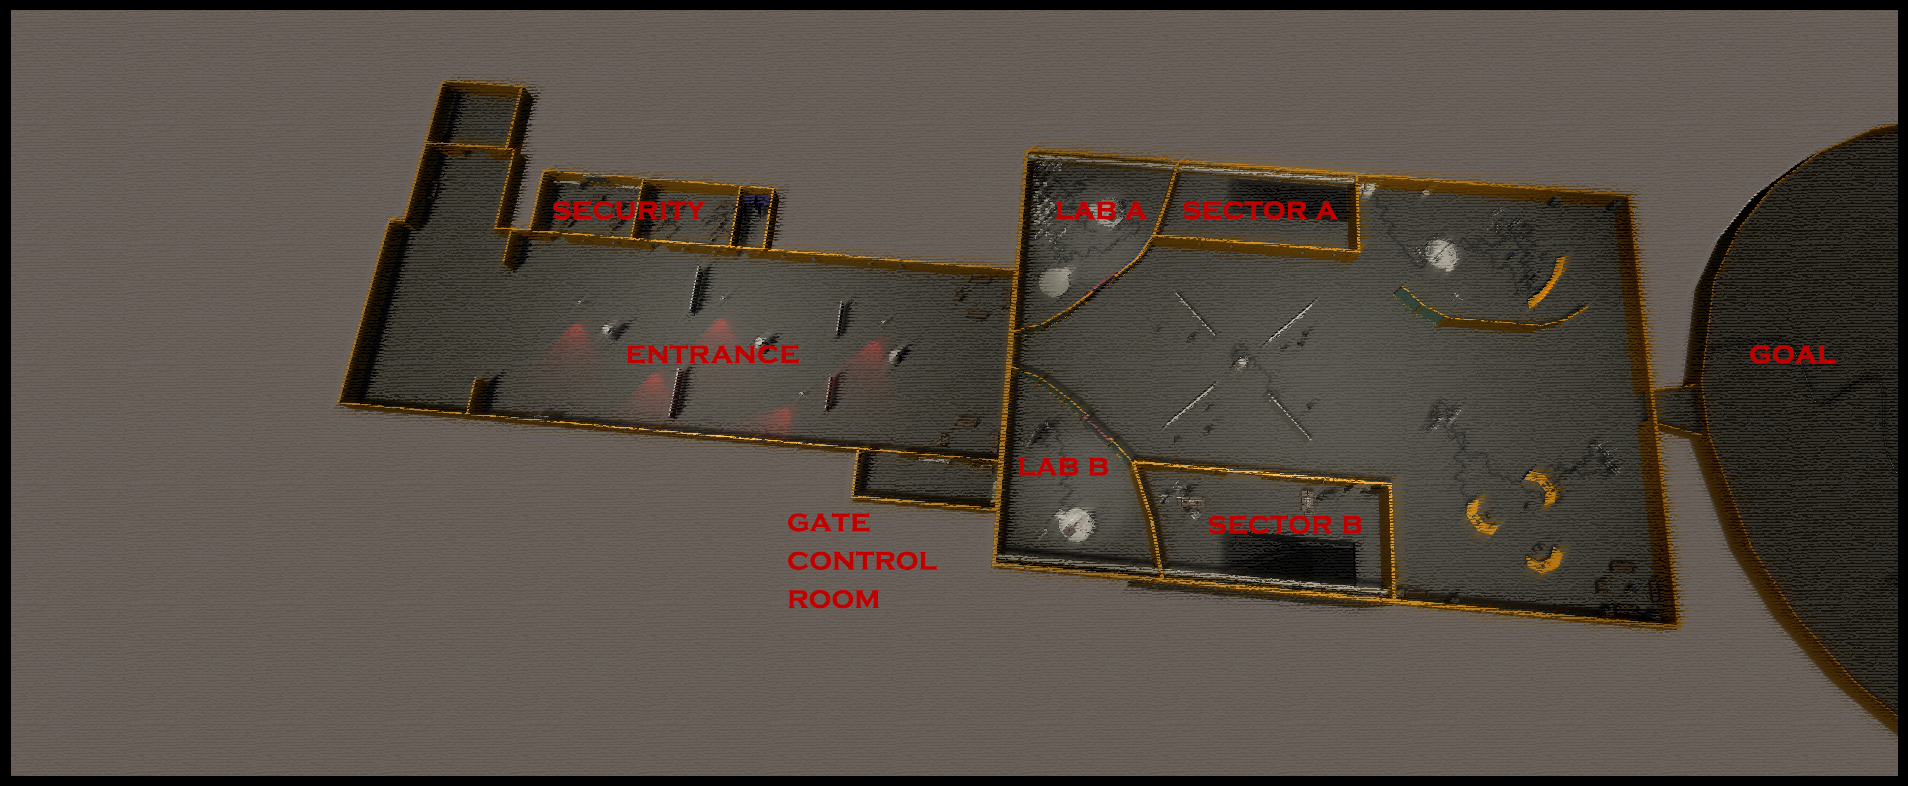 LAB A
SECTOR A
SECURITY
ENTRANCE
GOAL
LAB B
SECTOR B
GATE
CONTROL
ROOM